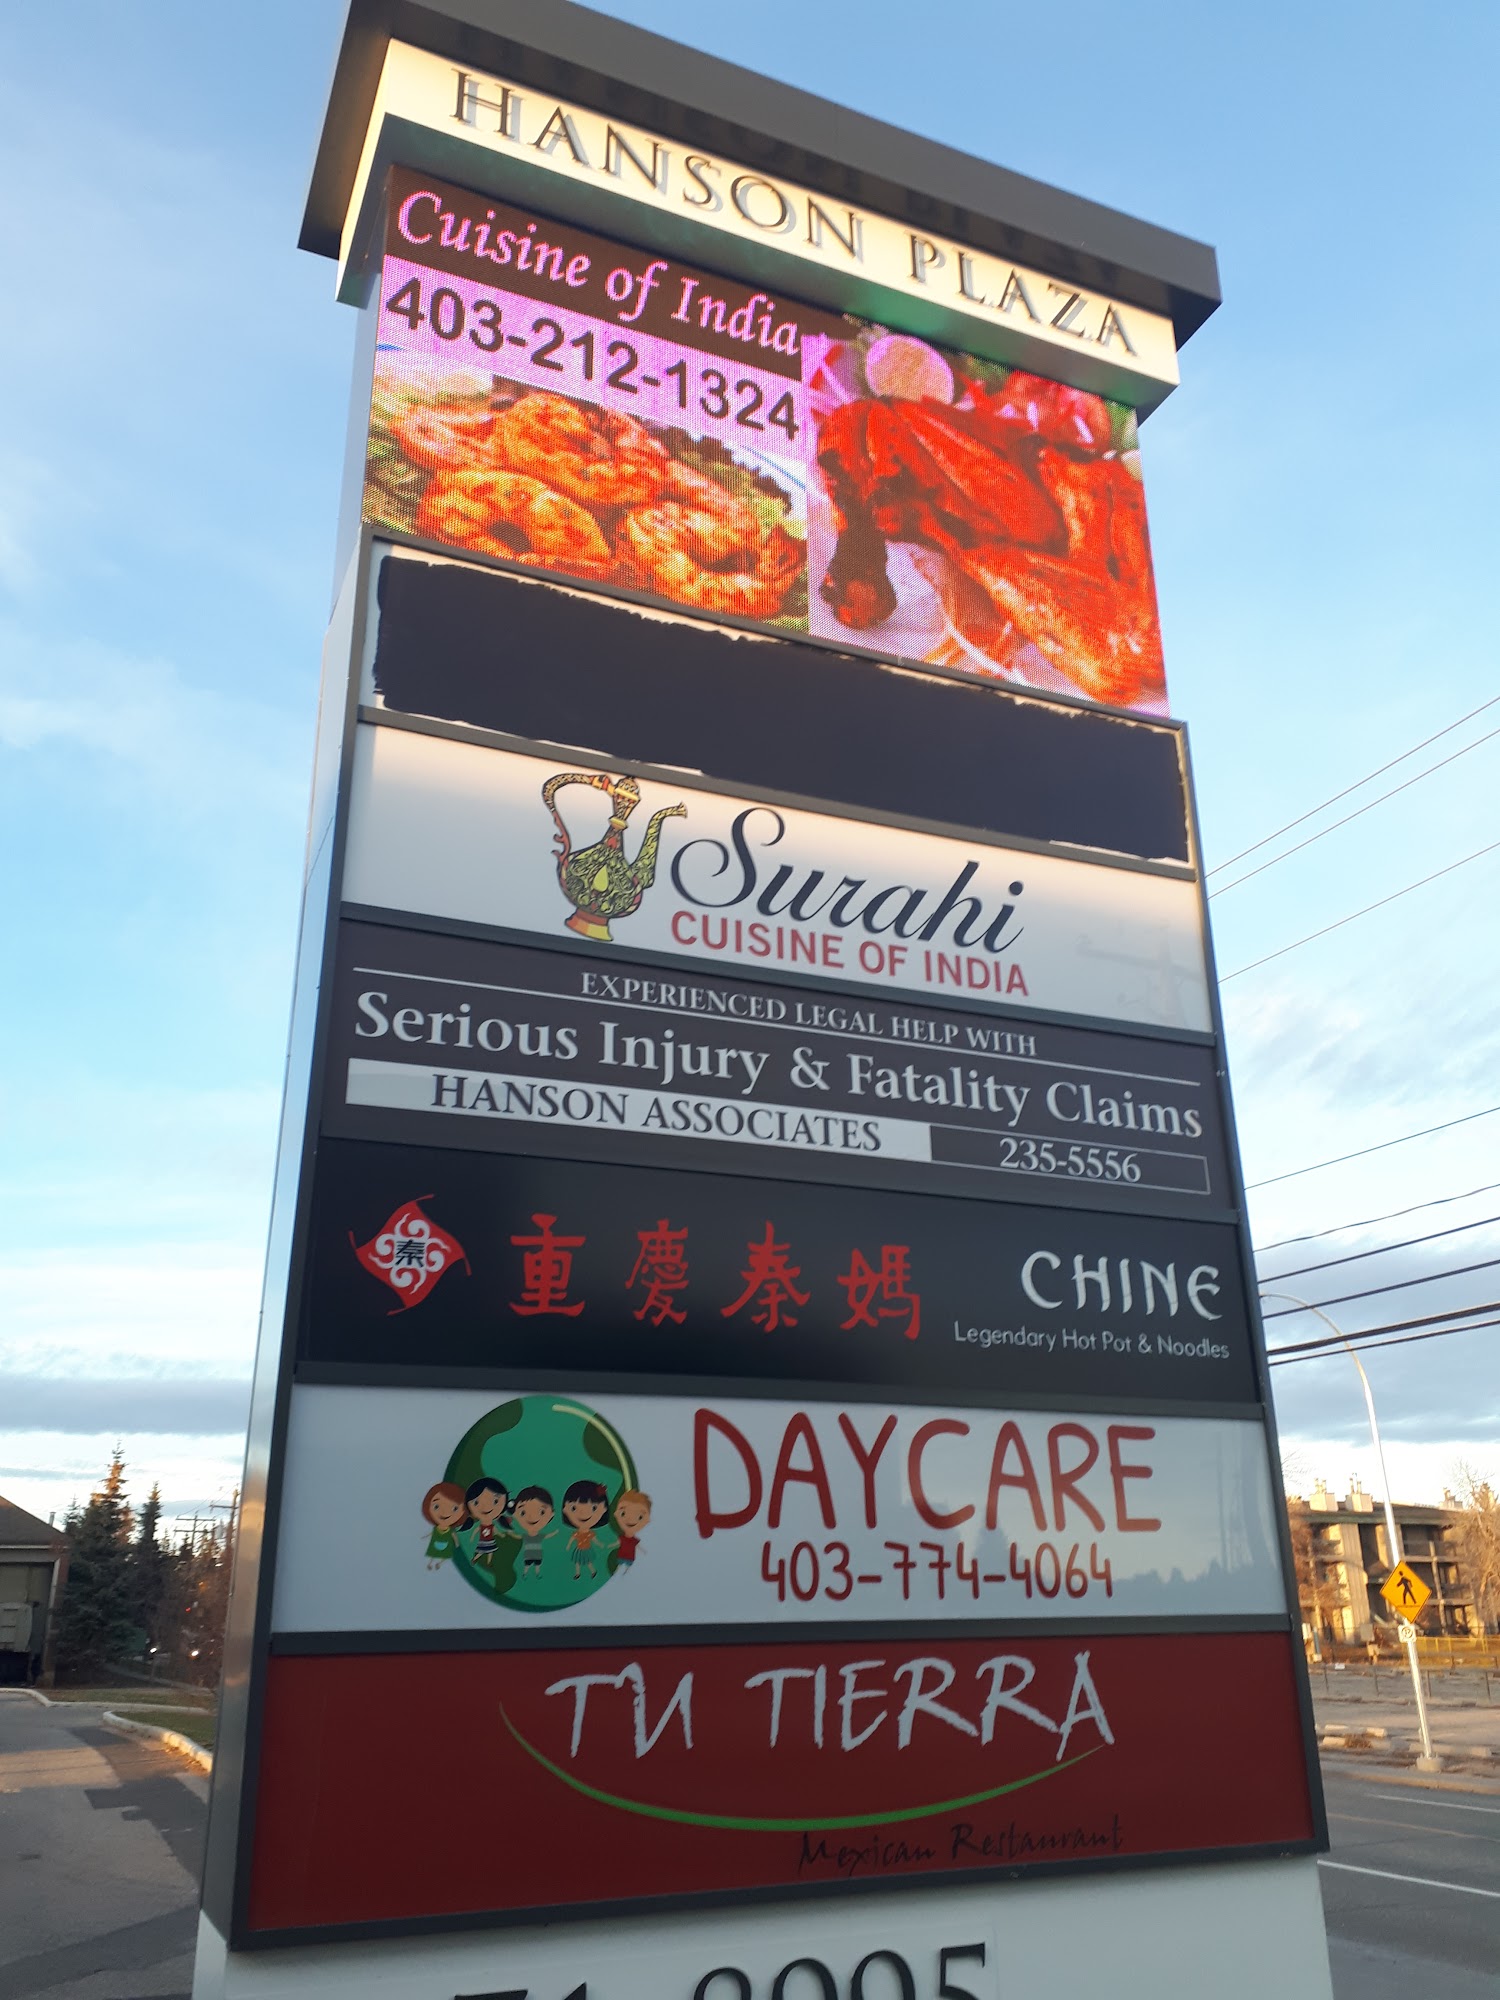 HANSON PLAZA
Cuisine of India
403-212-1324
Surahi
CUISINE OF INDIA
EXPERIENCED LEGAL HELP WITH
Serious Injury & Fatality Claims
HANSON ASSOCIATES 235-5556
秦
重慶秦媽
CHINE
Legendary Hot Pot & Noodles
DAYCARE
403-774-4064
TU TIERRA
Mexican Restaurant